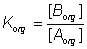 K_org = [B_org] / [A_org]